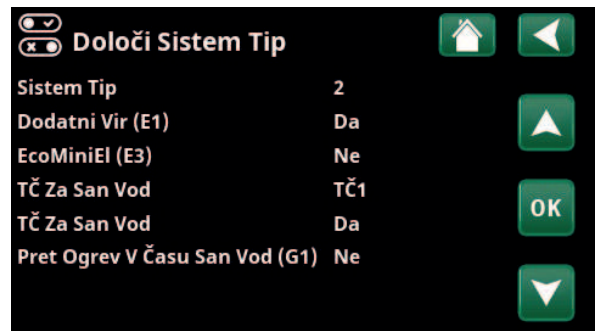 Določi Sistem Tip
Sistem Tip 2
Dodatni Vir (E1) Da
EcoMiniEl (E3) Ne
TČ Za San Vod TČ1
TČ Za San Vod Da
OK
Pret Ogrev V Času San Vod (G1) Ne